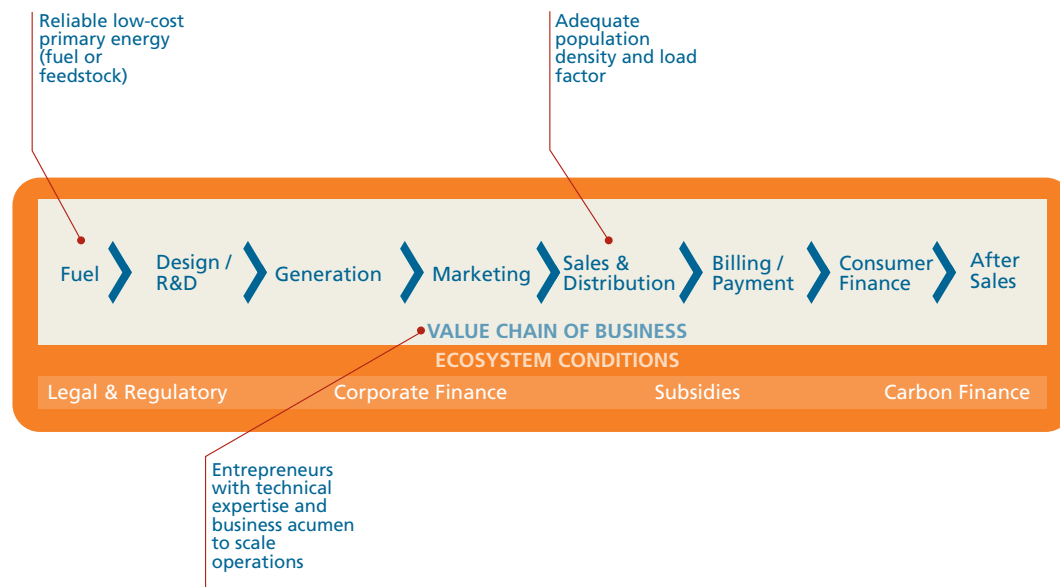 Reliable low-cost
primary energy
(fuel or
feedstock)
Adequate
population
density and load
factor
Fuel
Design /
R&D
Generation
Marketing
Sales &
Distribution
Billing /
Payment
Consumer
Finance
After
Sales
VALUE CHAIN OF BUSINESS
ECOSYSTEM CONDITIONS
Legal & Regulatory
Corporate Finance
Subsidies
Carbon Finance
Entrepreneurs
with technical
expertise and
business acumen
to scale
operations